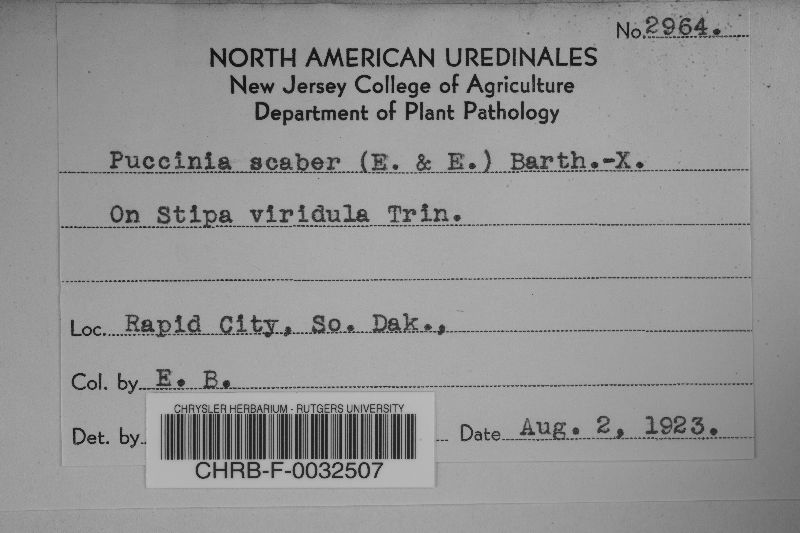 No. 2964.
NORTH AMERICAN UREDINALES
New Jersey College of Agriculture
Department of Plant Pathology
Puccinia scaber (E. & E.) Barth.-X.
On Stipa viridula Trin.
Loc. Rapid City, So. Dak.,
Col. by E. B.
Det. by Date Aug. 2, 1923.
CHRYSLER HERBARIUM - RUTGERS UNIVERSITY
CHRB-F-0032507